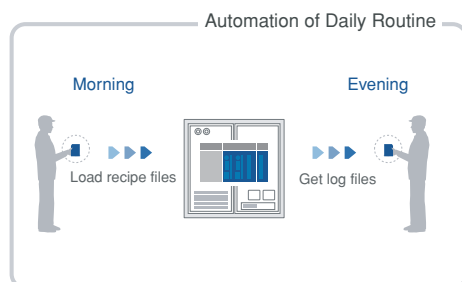 Automation of Daily Routine
Morning
Evening
Load recipe files
Get log files